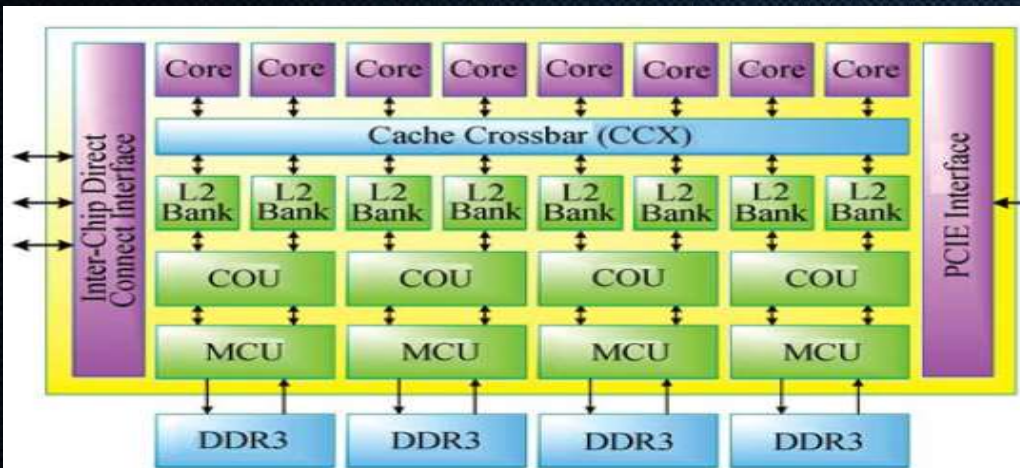 Inter-Chip Direct
Connect Interface
Core Core Core Core Core Core Core Core
Cache Crossbar (CCX)
L2 L2 L2 L2 L2 L2 L2 L2
Bank Bank Bank Bank Bank Bank Bank Bank
COU COU COU COU
MCU MCU MCU MCU
PCIE Interface
DDR3 DDR3 DDR3 DDR3